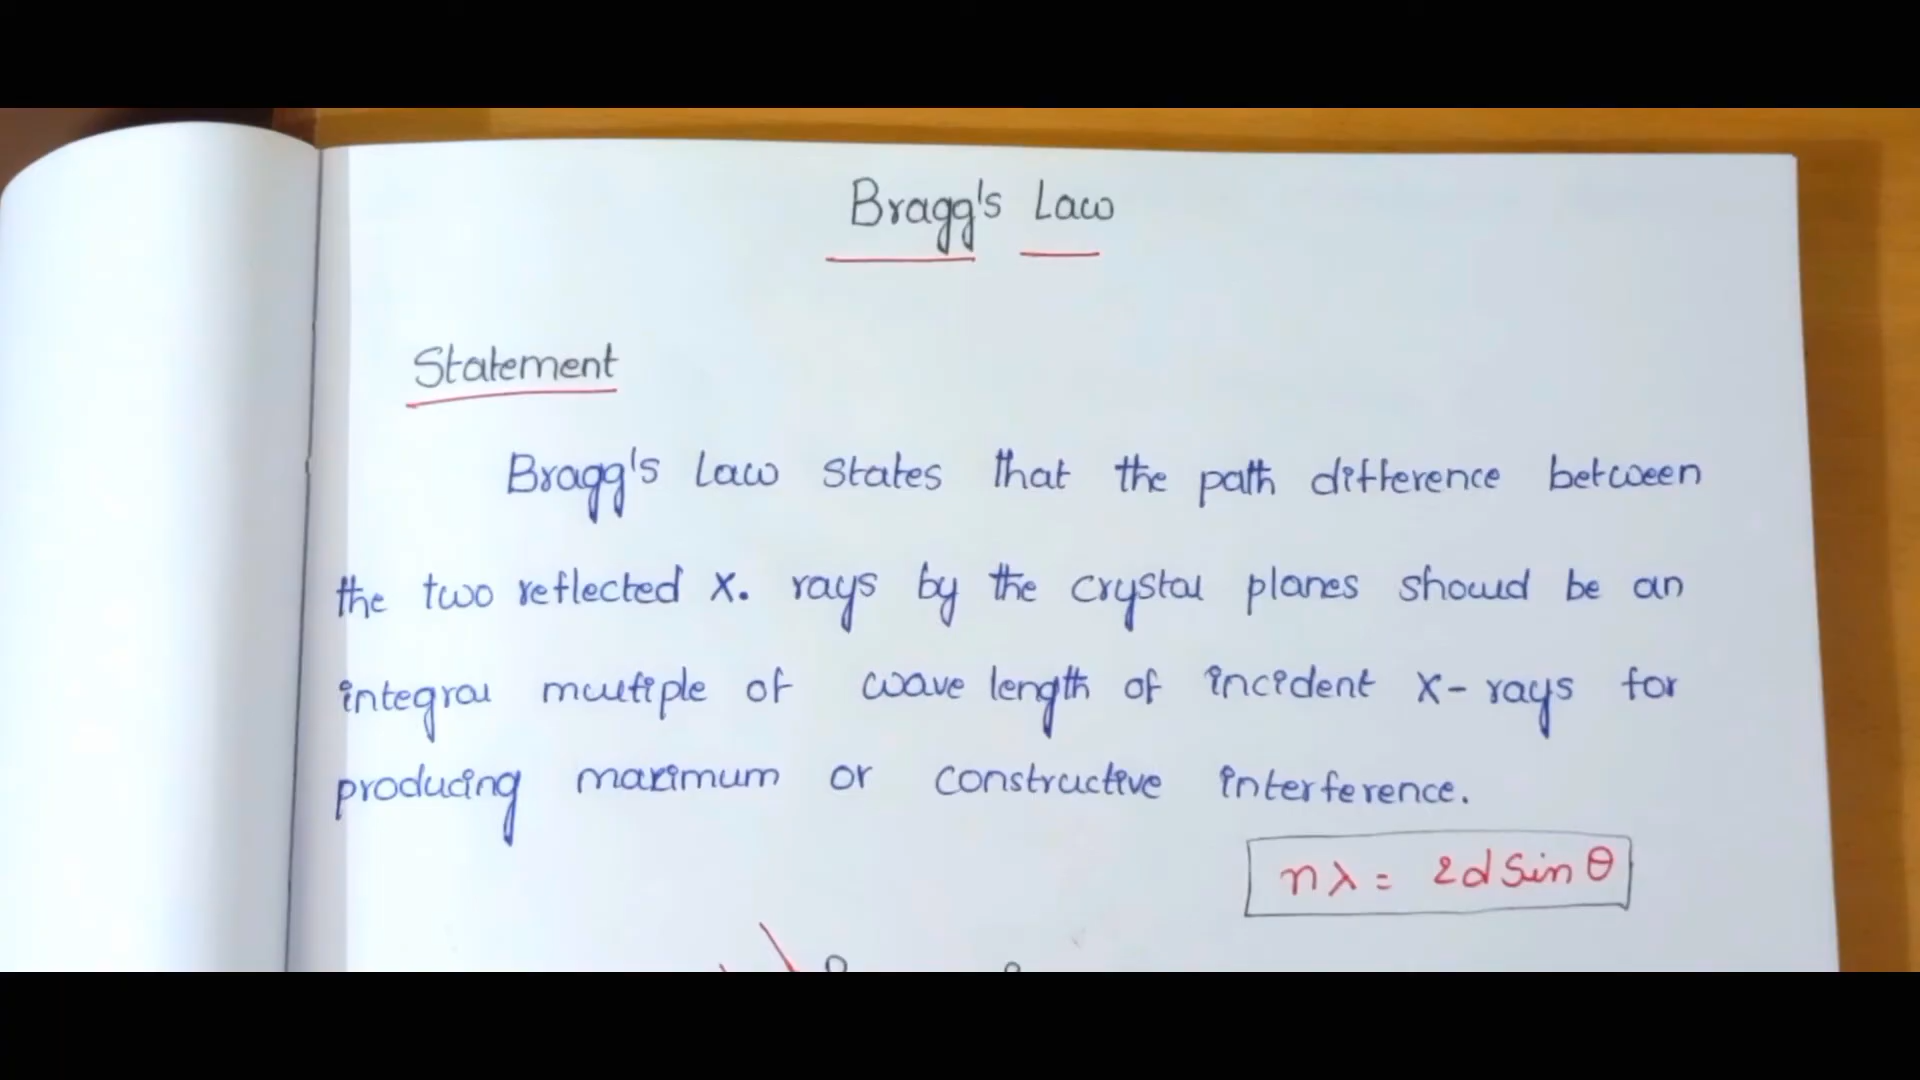 Bragg's Law
Statement
Bragg's Law states that the path difference between
the two reflected X. rays by the crystal planes should be an
integral multiple of wave length of incident X-rays for
producing maximum or constructive interference.
nλ = 2d Sin θ